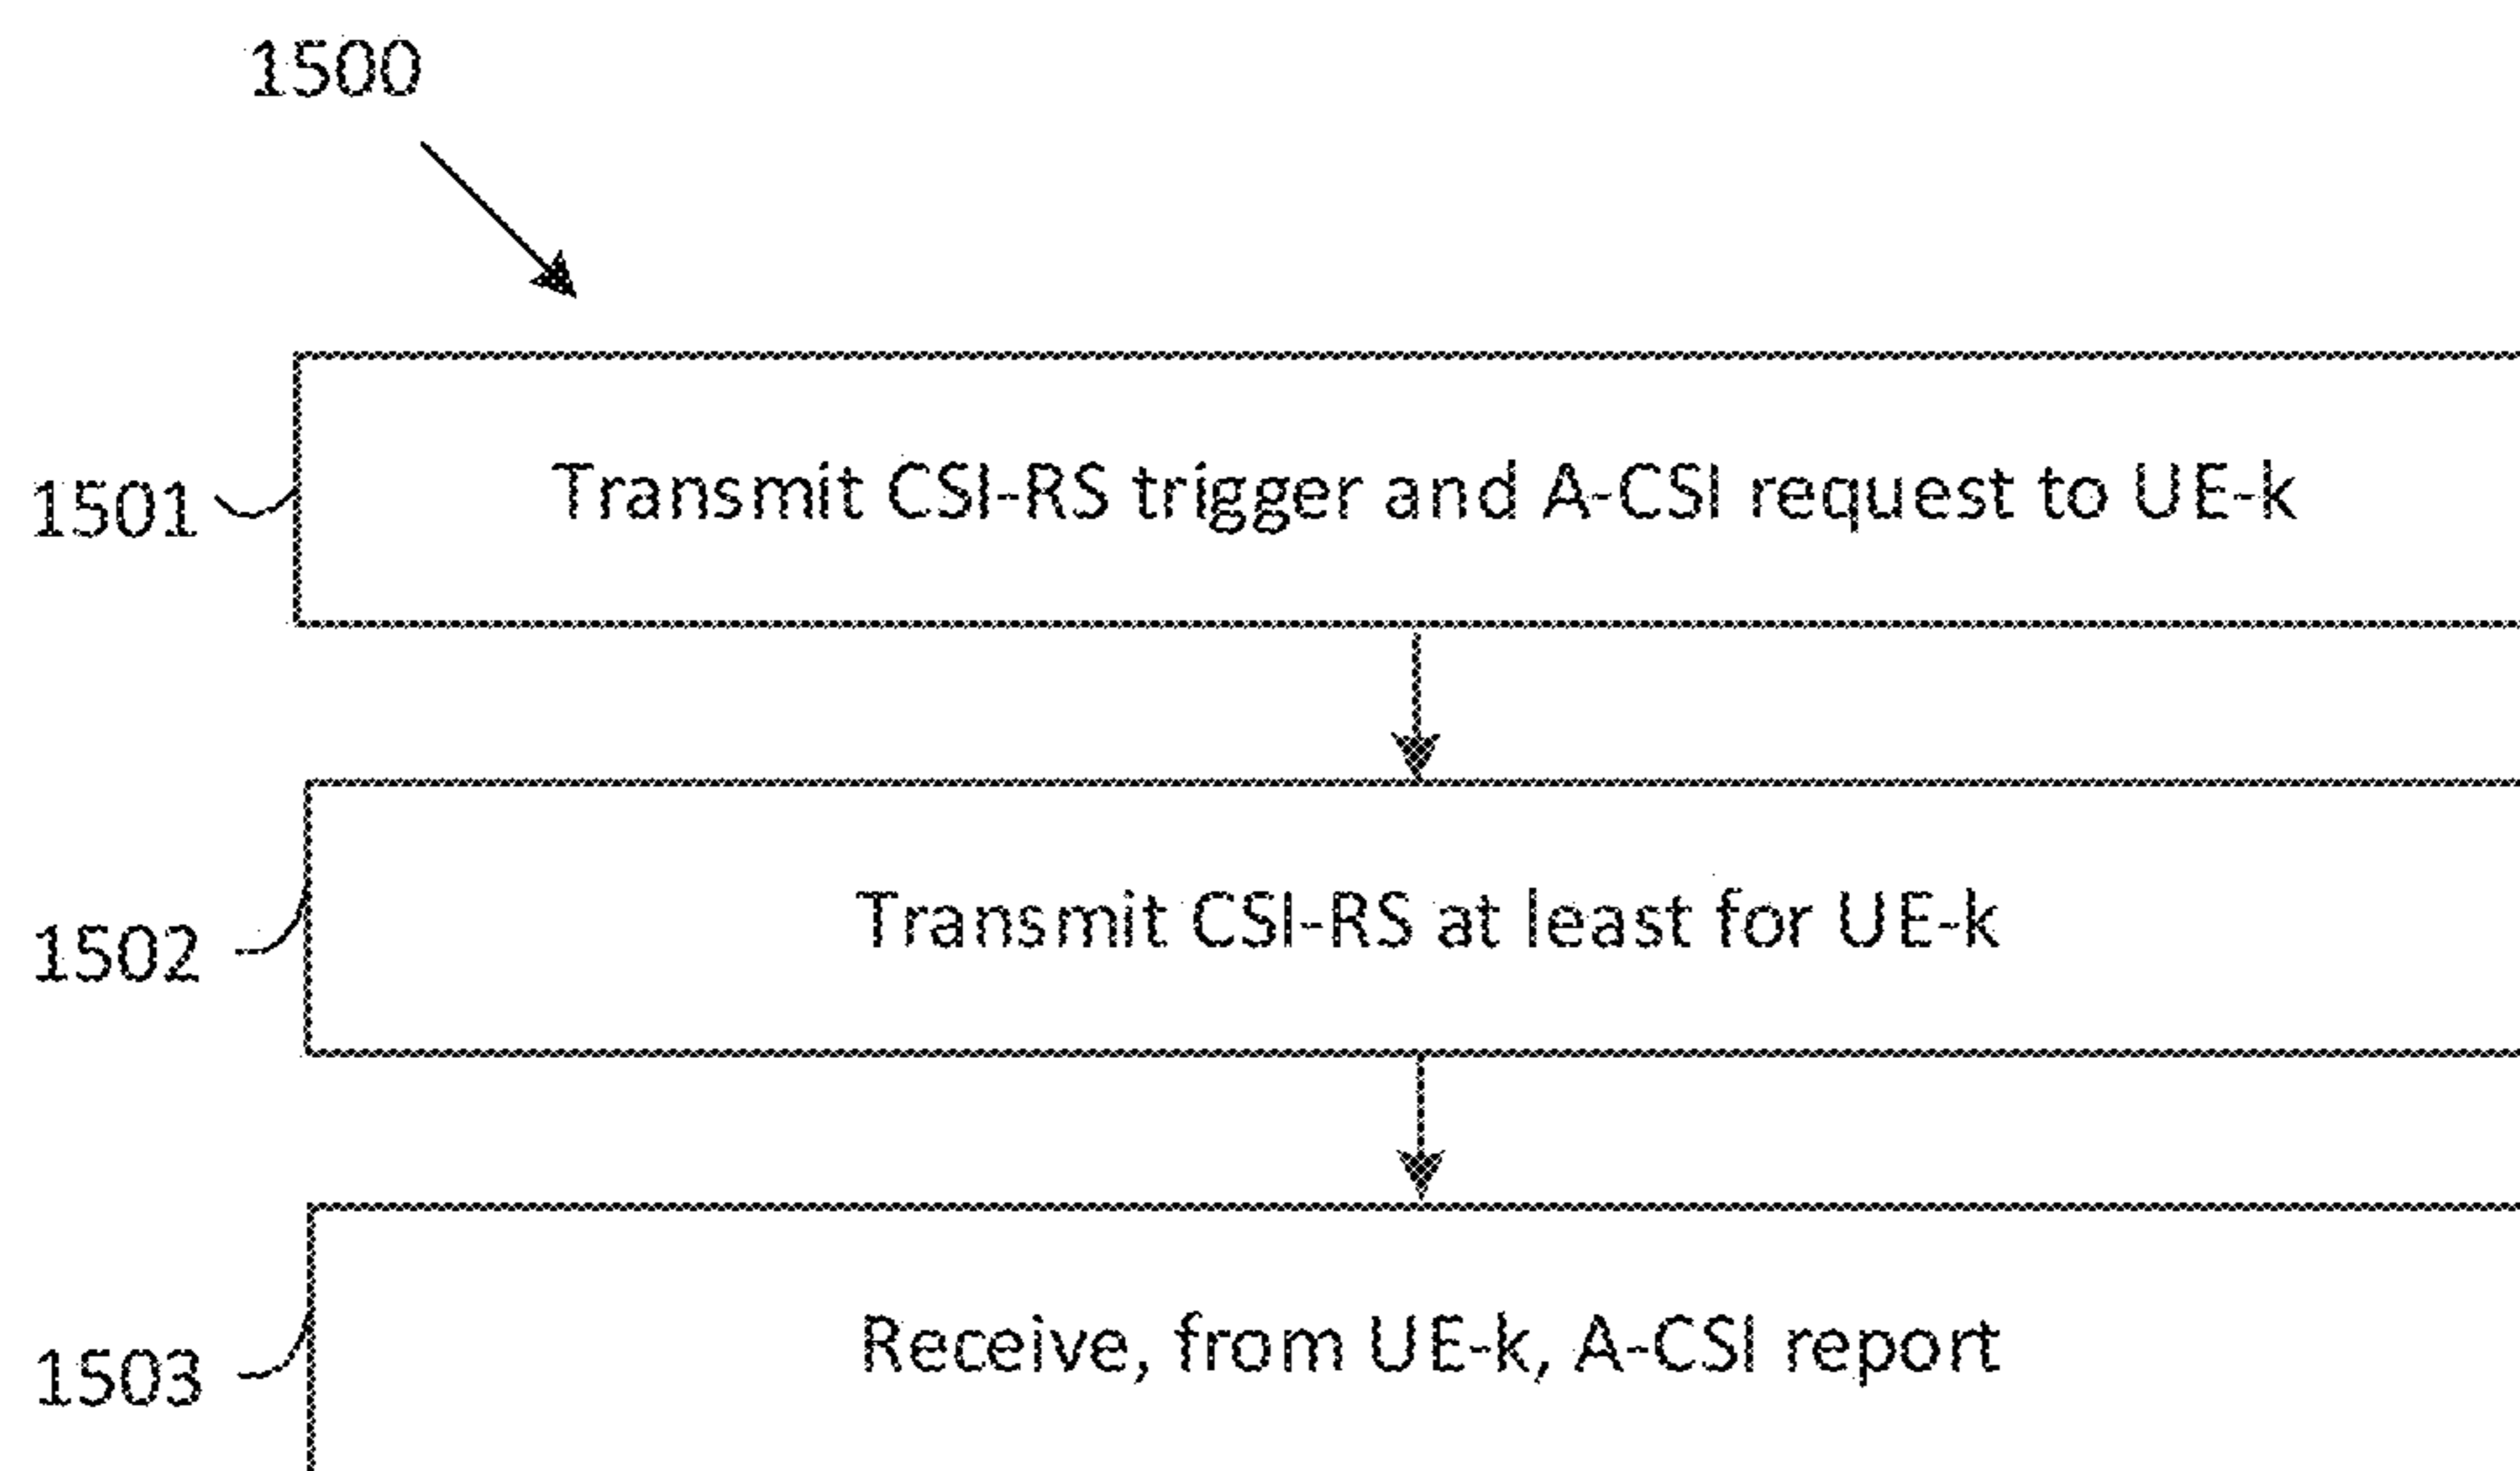 1500
1501
Transmit CSI-RS trigger and A-CSI request to UE-k
1502
Transmit CSI-RS at least for UE-k
1503
Receive, from UE-k, A-CSI report